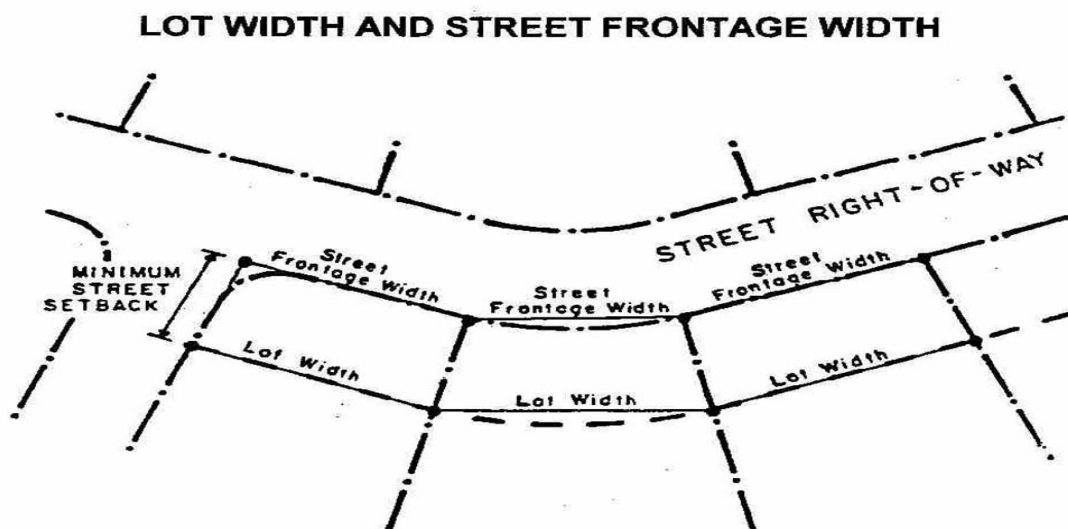 LOT WIDTH AND STREET FRONTAGE WIDTH
STREET RIGHT-OF-WAY
MINIMUM
STREET
SETBACK
Street
Frontage Width
Street
Frontage Width
Street
Frontage Width
Lot Width
Lot Width
Lot Width